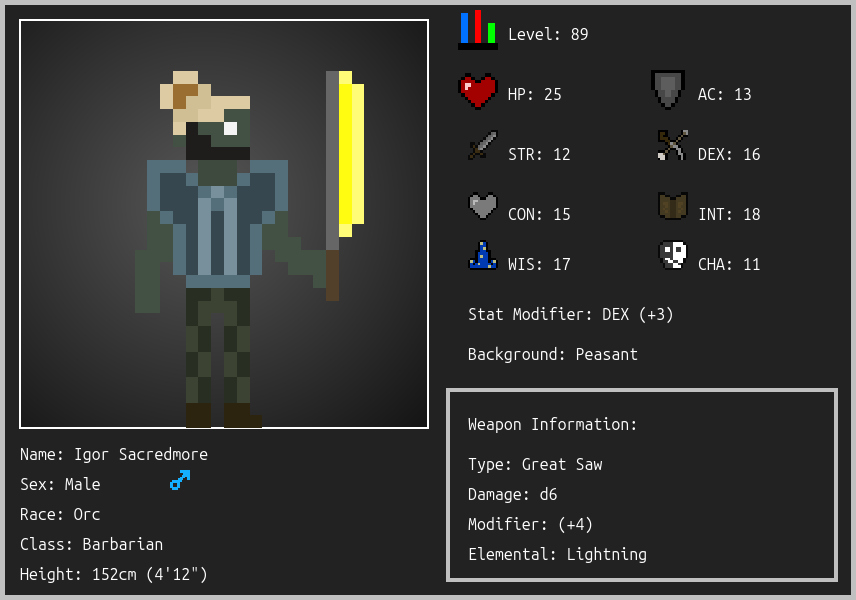 Level: 89
HP: 25
AC: 13
STR: 12
DEX: 16
CON: 15
INT: 18
WIS: 17
CHA: 11
Stat Modifier: DEX (+3)
Background: Peasant
Weapon Information:
Type: Great Saw
Damage: d6
Modifier: (+4)
Elemental: Lightning
Name: Igor Sacredmore
Sex: Male
Race: Orc
Class: Barbarian
Height: 152cm (4'12")